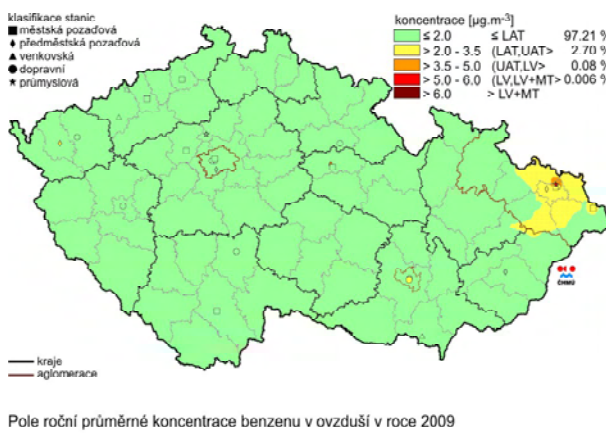 klasifikace stanic
městská pozaďová
předměstská pozaďová
venkovská
dopravní
průmyslová
koncentrace [µg.m-³]
≤ 2.0 ≤ LAT 97.21 %
> 2.0 - 3.5 (LAT,UAT> 2.70 %
> 3.5 - 5.0 (UAT,LV> 0.08 %
> 5.0 - 6.0 (LV,LV+MT> 0.006 %
> 6.0 > LV+MT
ČHMÚ
kraje
aglomerace
Pole roční průměrné koncentrace benzenu v ovzduší v roce 2009